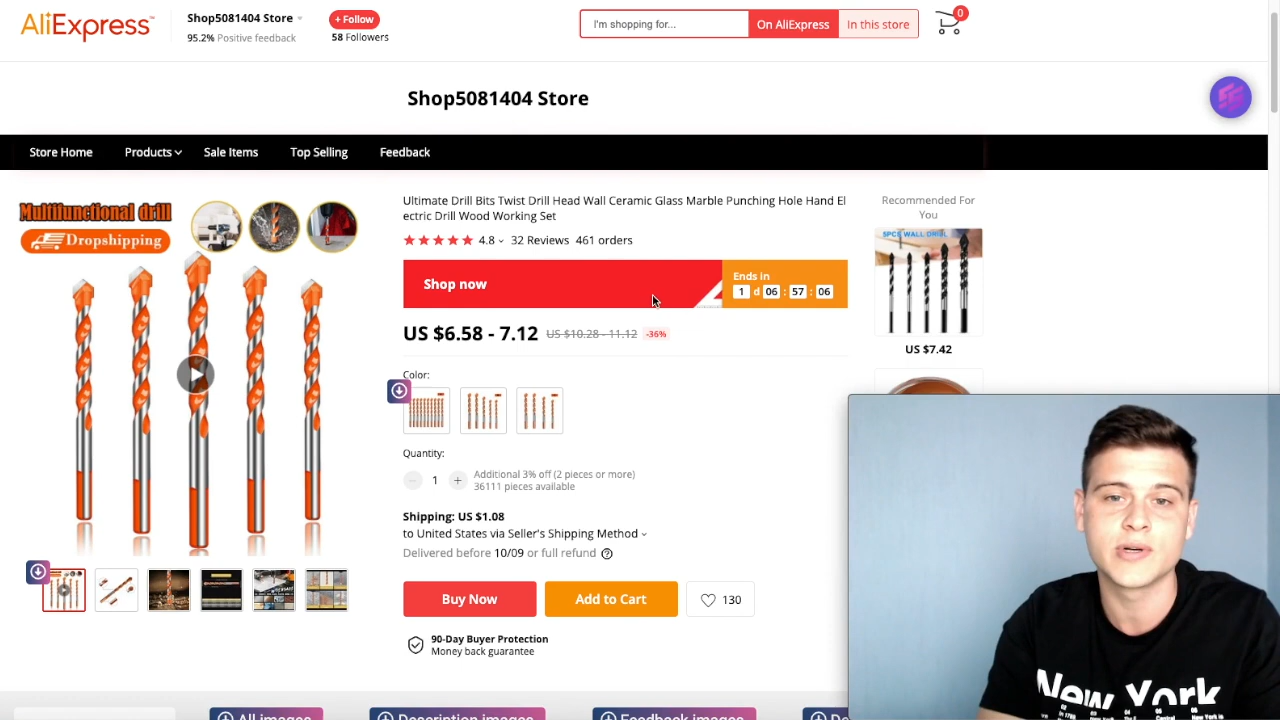 AliExpress™
Shop5081404 Store
95.2% Positive feedback
+ Follow
58 Followers
I'm shopping for...
On AliExpress
In this store
0
Shop5081404 Store
Store Home
Products
Sale Items
Top Selling
Feedback
Multifunctional drill
Dropshipping
Ultimate Drill Bits Twist Drill Head Wall Ceramic Glass Marble Punching Hole Hand El
ectric Drill Wood Working Set
4.8
32 Reviews
461 orders
Shop now
Ends in
1 d 06 : 57 : 06
US $6.58 - 7.12
US $10.28 - 11.12
-36%
Color:
Quantity:
1
Additional 3% off (2 pieces or more)
36111 pieces available
Shipping: US $1.08
to United States via Seller's Shipping Method
Delivered before 10/09 or full refund
Buy Now
Add to Cart
130
90-Day Buyer Protection
Money back guarantee
Recommended For
You
5PCS WALL DRILL
US $7.42
New York
All images
Description images
Feedback images